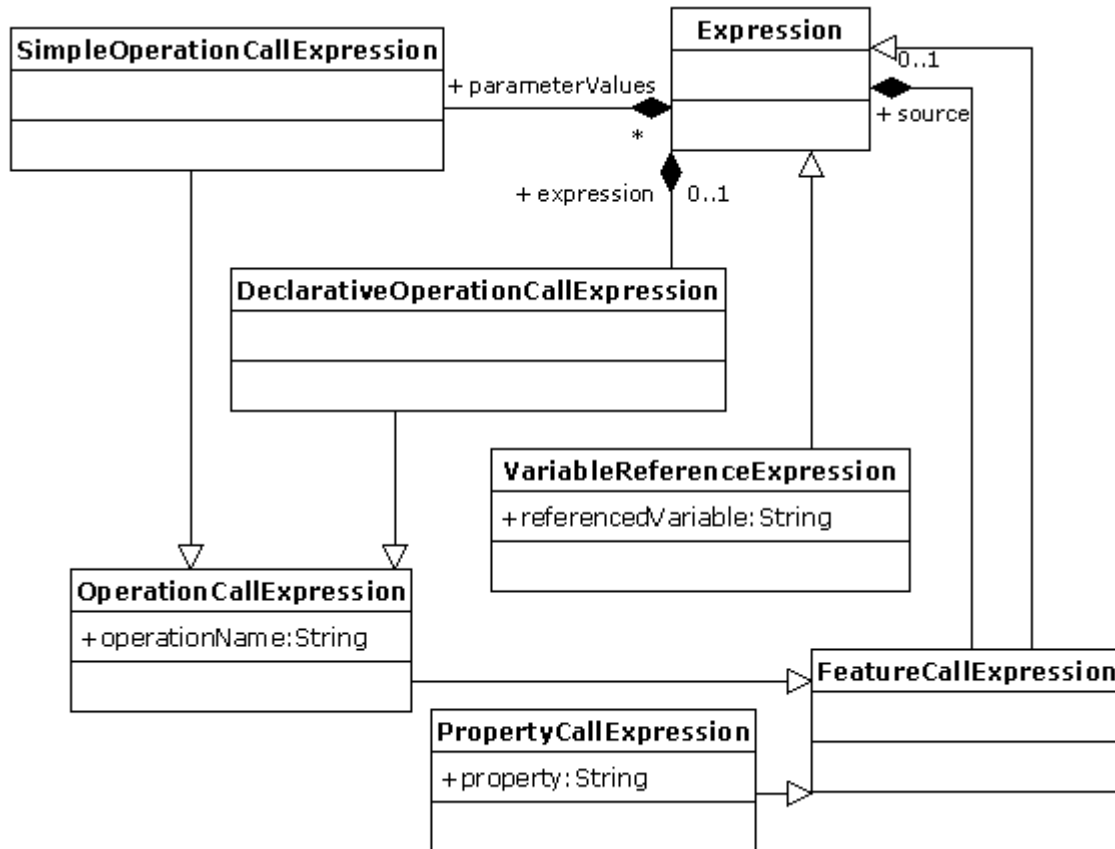 Expression
SimpleOperationCallExpression
0..1
+ parameterValues
+ source
*
+ expression
0..1
DeclarativeOperationCallExpression
VariableReferenceExpression
+referencedVariable:String
OperationCallExpression
+operationName:String
FeatureCallExpression
PropertyCallExpression
+property:String